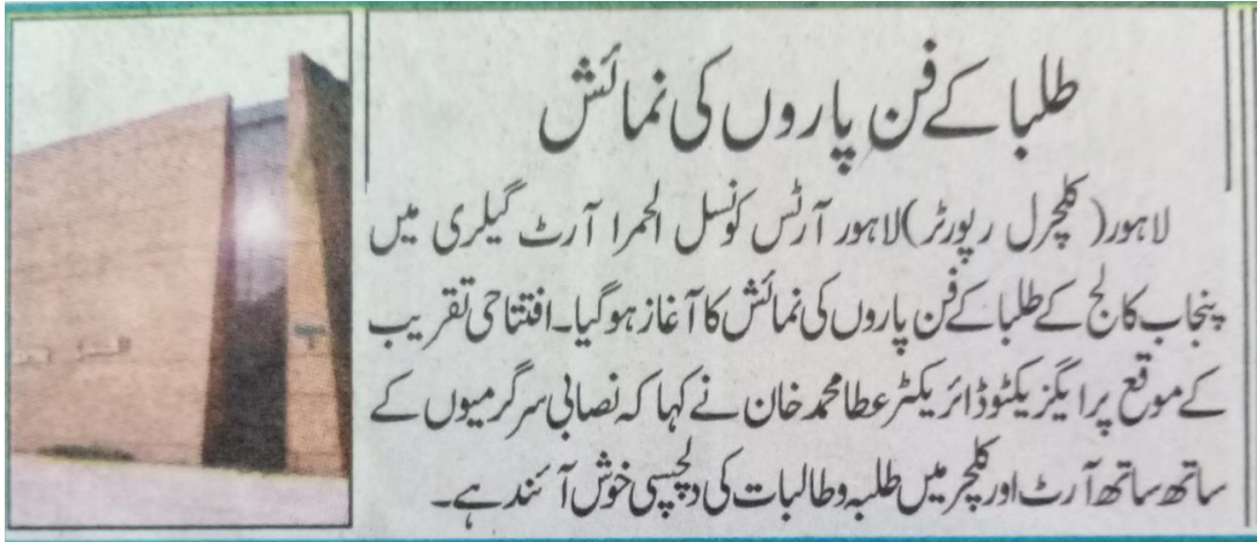 طلبا کے فن پاروں کی نمائش
لاہور(کلچرل رپورٹر)لاہور آرٹس کونسل الحمرا آرٹ گیلری میں
پنجاب کالج کے طلبا کے فن پاروں کی نمائش کا آغاز ہوگیا۔افتتاحی تقریب
کے موقع پر ایگزیکٹو ڈائریکٹر عطا محمد خان نے کہا کہ نصابی سرگرمیوں کے
ساتھ ساتھ آرٹ اور کلچر میں طلبہ و طالبات کی دلچسپی خوش آئند ہے۔